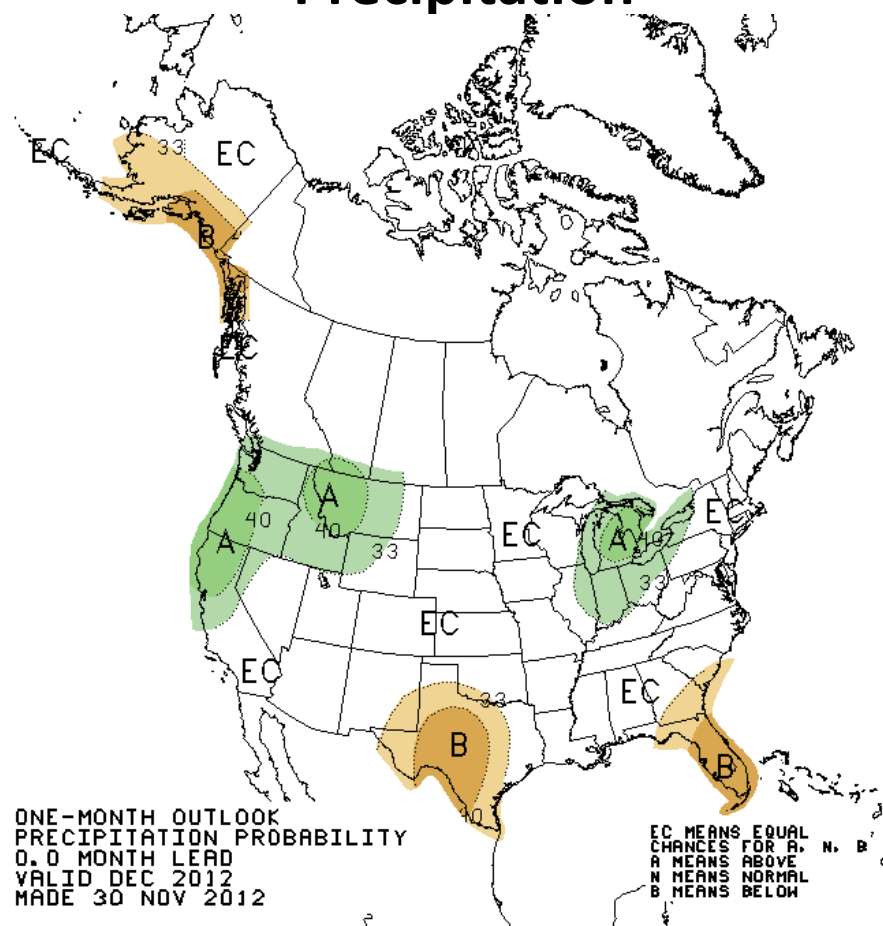 Precipitation
33
EC
EC
B
EC
A
40
A
40
33
EC
A
40
EC
33
EC
EC
EC
33
B
B
40
ONE-MONTH OUTLOOK
PRECIPITATION PROBABILITY
0.0 MONTH LEAD
VALID DEC 2012
MADE 30 NOV 2012
EC MEANS EQUAL
CHANCES FOR A, N, B
A MEANS ABOVE
N MEANS NORMAL
B MEANS BELOW